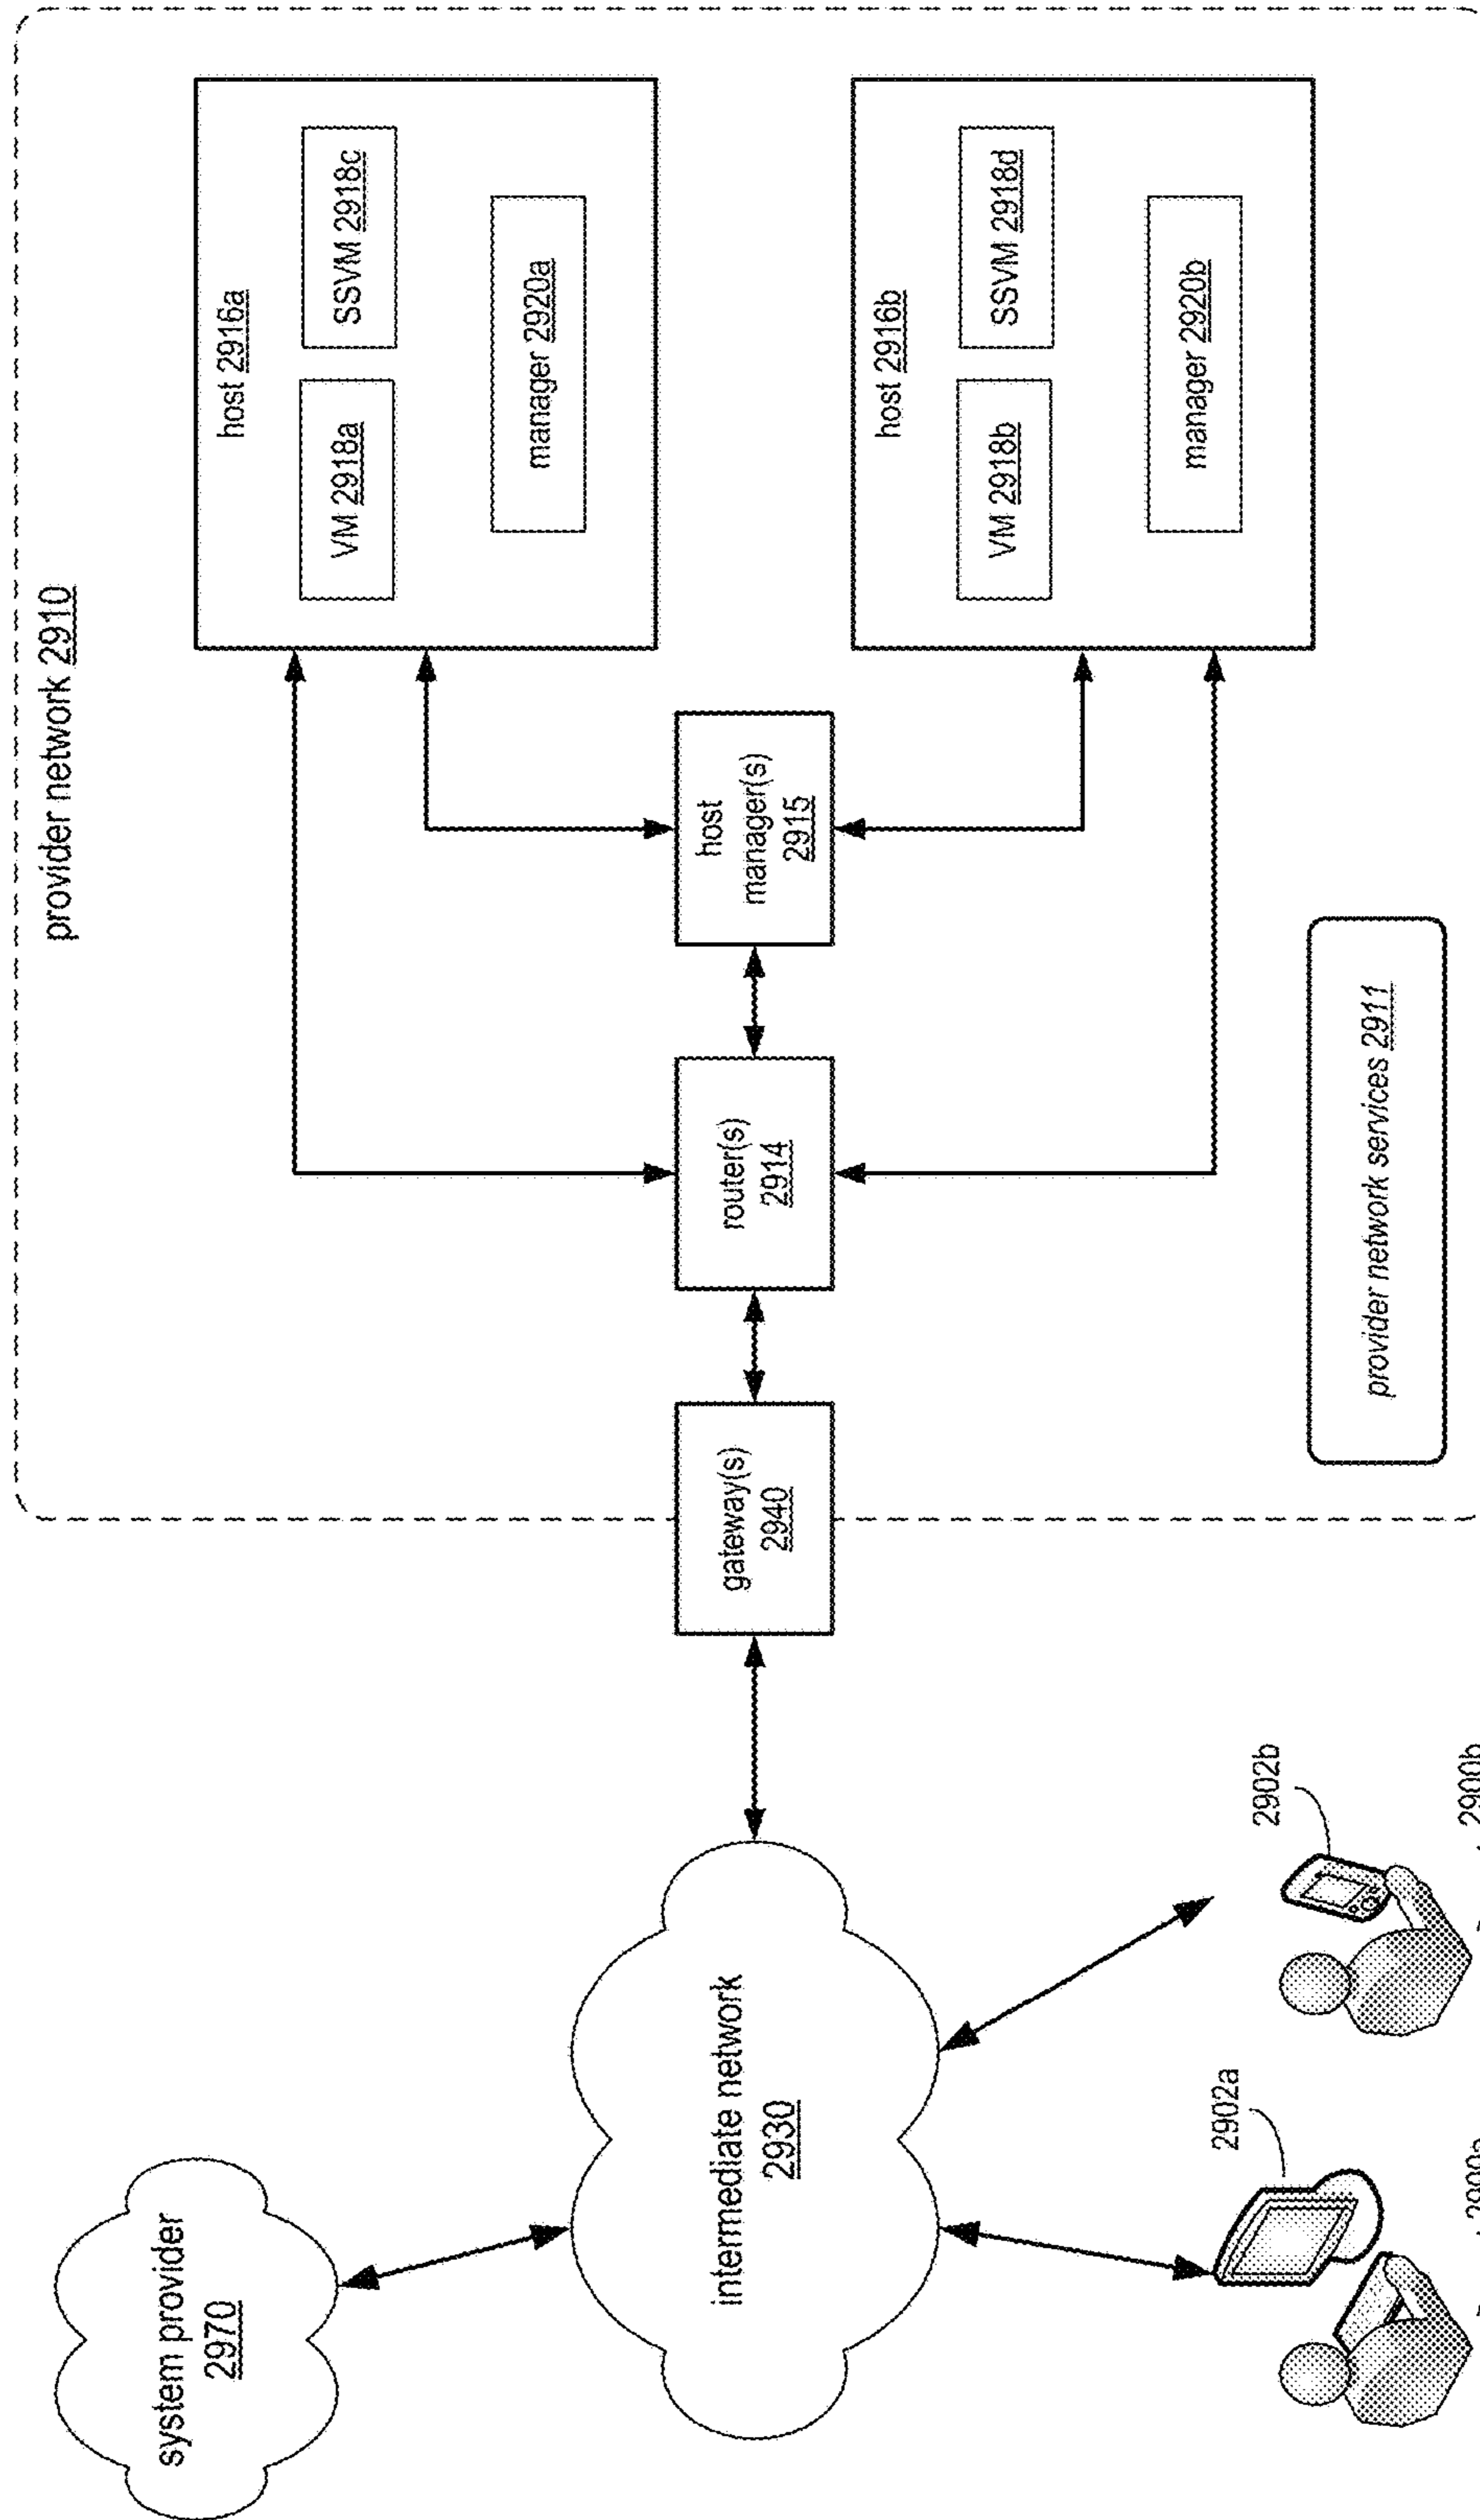 provider network 2910
host 2916a
VM 2918a
SSVM 2918c
manager 2920a
system provider
2970
intermediate network
2930
gateway(s)
2940
router(s)
2914
host
manager(s)
2915
host 2916b
VM 2918b
SSVM 2918d
manager 2920b
2902a
2902b
provider network services 2911
2900b